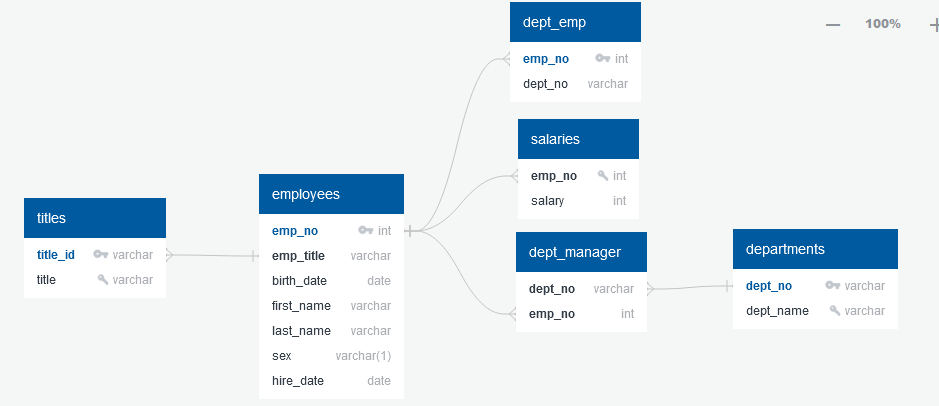 dept_emp
emp_no int
dept_no varchar
100%
salaries
emp_no int
salary int
employees
emp_no int
emp_title varchar
birth_date date
first_name varchar
last_name varchar
sex varchar(1)
hire_date date
titles
title_id varchar
title varchar
dept_manager
dept_no varchar
emp_no int
departments
dept_no varchar
dept_name varchar